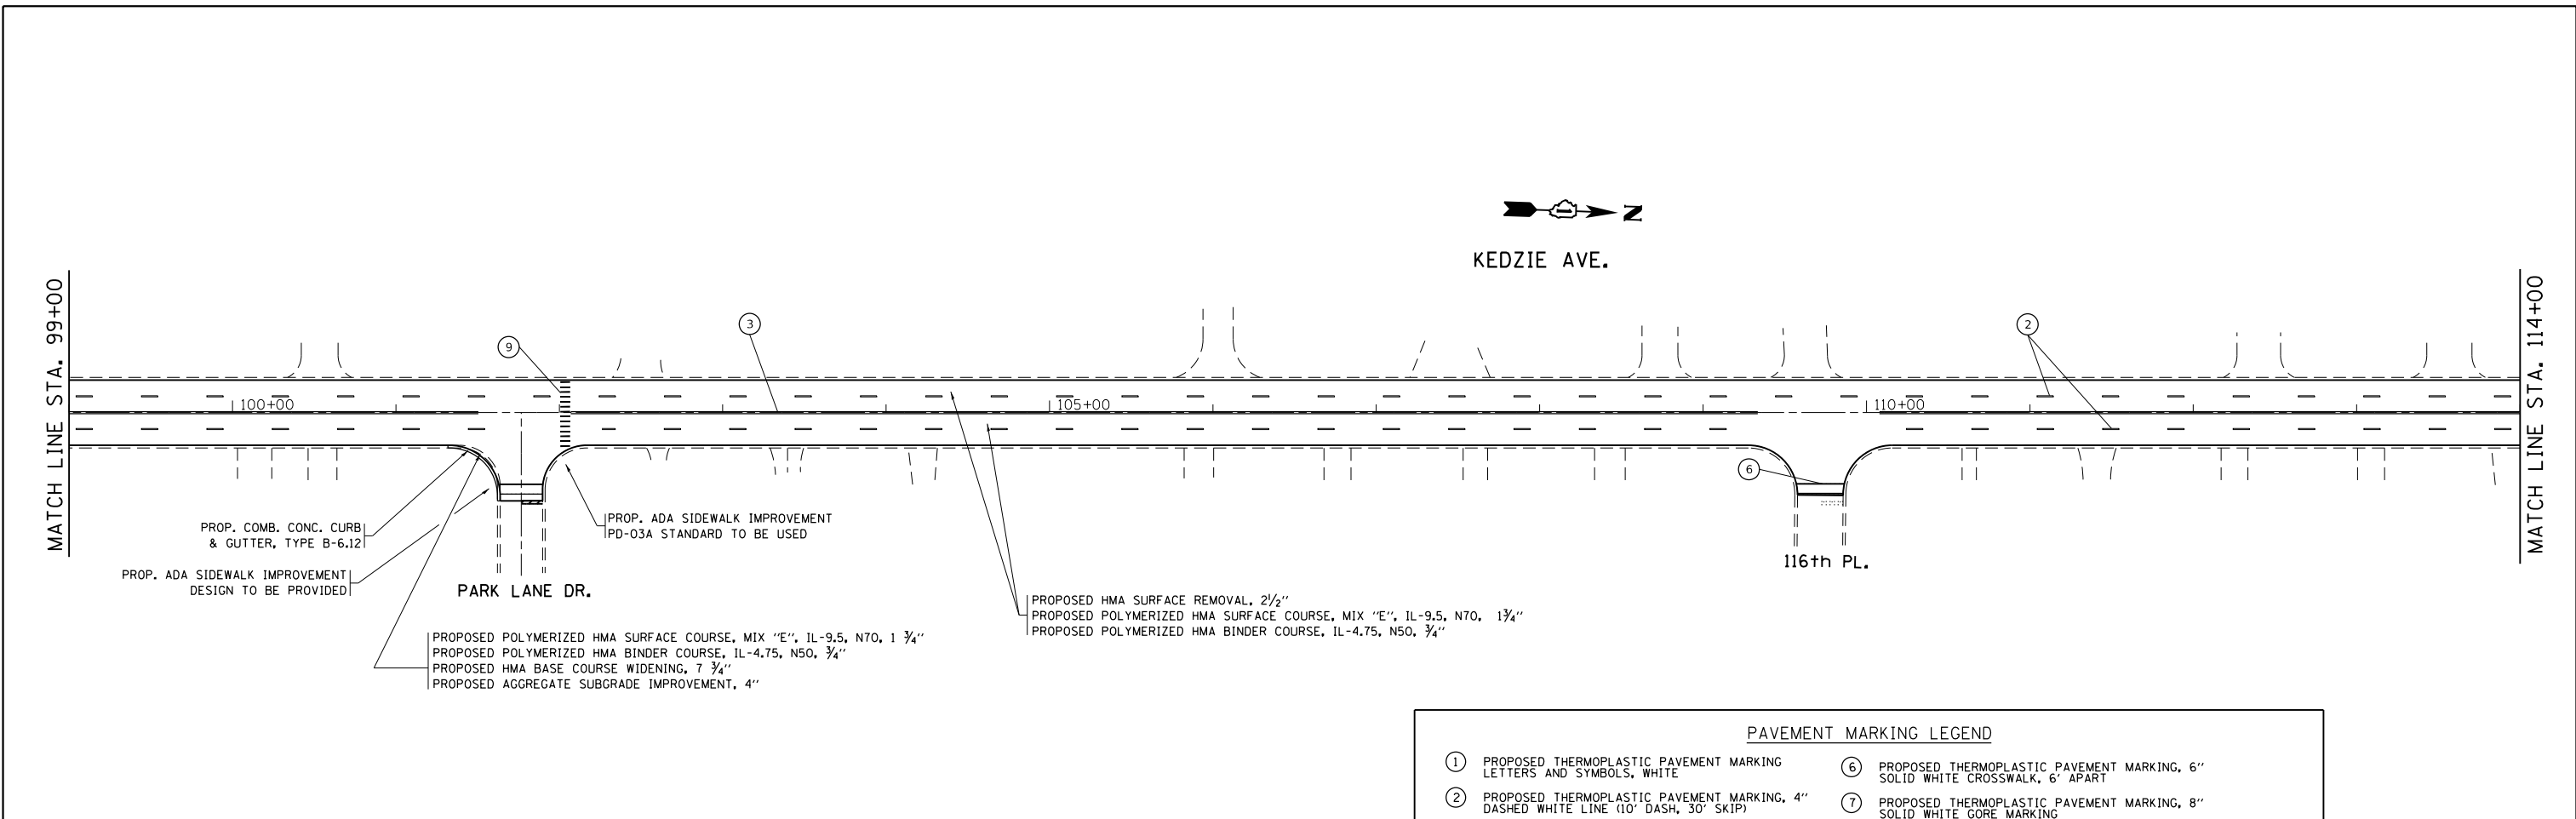 N
KEDZIE AVE.
MATCH LINE STA. 99+00
MATCH LINE STA. 114+00
9
3
2
100+00
105+00
110+00
6
PROP. COMB. CONC. CURB
& GUTTER, TYPE B-6.12
PROP. ADA SIDEWALK IMPROVEMENT
PD-03A STANDARD TO BE USED
PROP. ADA SIDEWALK IMPROVEMENT
DESIGN TO BE PROVIDED
PARK LANE DR.
116th PL.
PROPOSED HMA SURFACE REMOVAL, 2½"
PROPOSED POLYMERIZED HMA SURFACE COURSE, MIX "E", IL-9.5, N70, 1¾"
PROPOSED POLYMERIZED HMA BINDER COURSE, IL-4.75, N50, ¾"
PROPOSED POLYMERIZED HMA SURFACE COURSE, MIX "E", IL-9.5, N70, 1 ¾"
PROPOSED POLYMERIZED HMA BINDER COURSE, IL-4.75, N50, ¾"
PROPOSED HMA BASE COURSE WIDENING, 7 ¾"
PROPOSED AGGREGATE SUBGRADE IMPROVEMENT, 4"
PAVEMENT MARKING LEGEND
1 PROPOSED THERMOPLASTIC PAVEMENT MARKING
LETTERS AND SYMBOLS, WHITE
2 PROPOSED THERMOPLASTIC PAVEMENT MARKING, 4"
DASHED WHITE LINE (10' DASH, 30' SKIP)
6 PROPOSED THERMOPLASTIC PAVEMENT MARKING, 6"
SOLID WHITE CROSSWALK, 6' APART
7 PROPOSED THERMOPLASTIC PAVEMENT MARKING, 8"
SOLID WHITE GORE MARKING